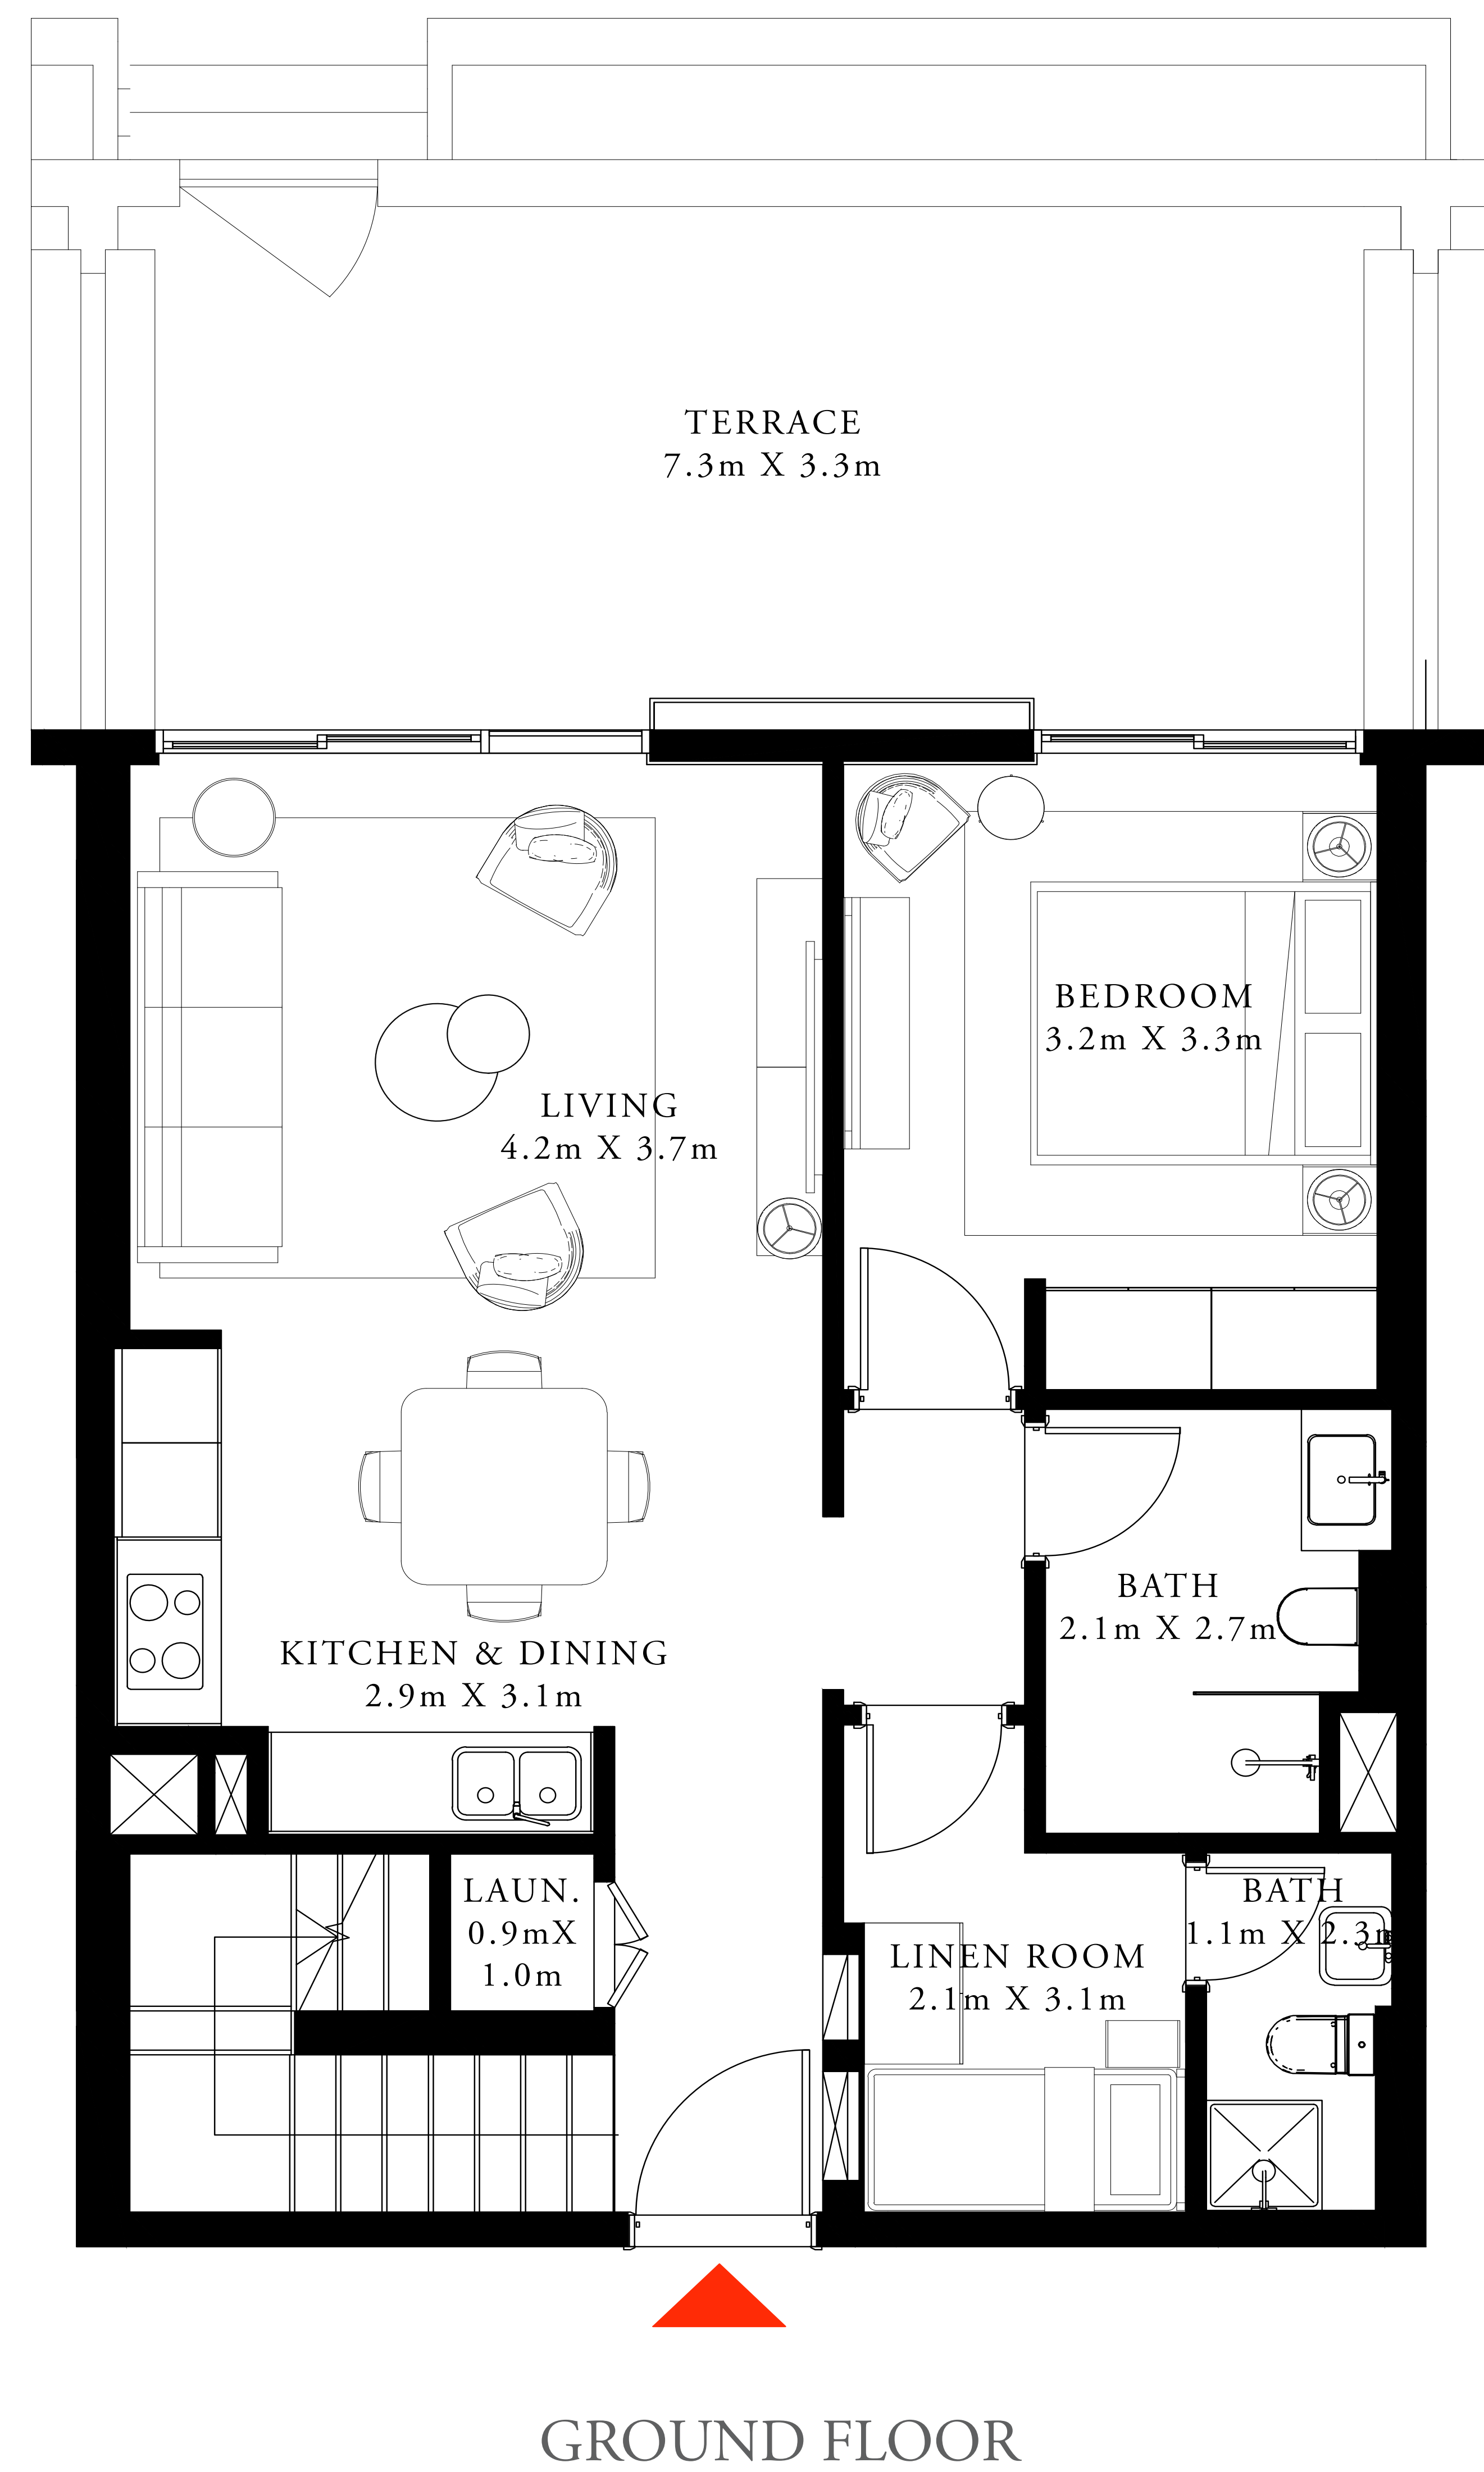 TERRACE
7.3m X 3.3m
BEDROOM
3.2m X 3.3m
LIVING
4.2m X 3.7m
BATH
2.1m X 2.7m
KITCHEN & DINING
2.9m X 3.1m
LAUN.
0.9mX
1.0m
BATH
1.1m X 2.3m
LINEN ROOM
2.1m X 3.1m
GROUND FLOOR